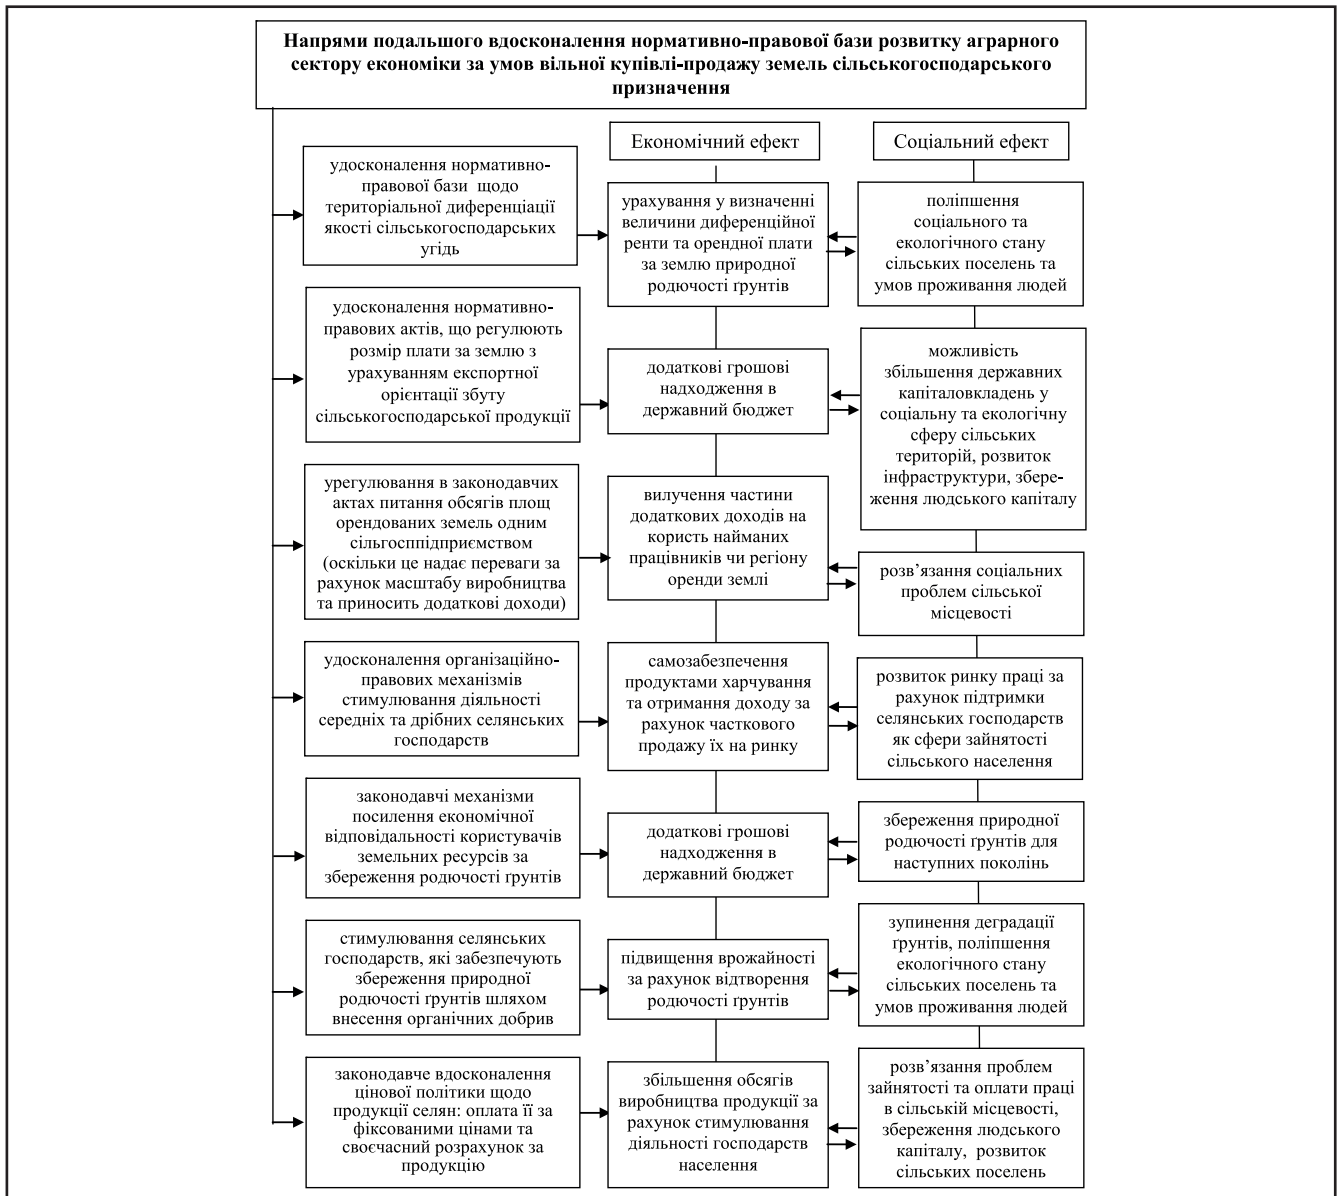 Напрями подальшого вдосконалення нормативно-правової бази розвитку аграрного
сектору економіки за умов вільної купівлі-продажу земель сільськогосподарського
призначення
Економічний ефект
Соціальний ефект
удосконалення нормативно-
правової бази щодо
територіальної диференціації
якості сільськогосподарських
угідь
урахування у визначенні
величини диференційної
ренти та орендної плати
за землю природної
родючості ґрунтів
поліпшення
соціального та
екологічного стану
сільських поселень та
умов проживання людей
удосконалення нормативно-
правових актів, що регулюють
розмір плати за землю з
урахуванням експортної
орієнтації збуту
сільськогосподарської продукції
додаткові грошові
надходження в
державний бюджет
можливість
збільшення державних
капіталовкладень у
соціальну та екологічну
сферу сільських
територій, розвиток
інфраструктури, збере-
ження людського капіталу
урегулювання в законодавчих
актах питання обсягів площ
орендованих земель одним
сільгосппідприємством
(оскільки це надає переваги за
рахунок масштабу виробництва
та приносить додаткові доходи)
вилучення частини
додаткових доходів на
користь найманих
працівників чи регіону
оренди землі
розв’язання соціальних
проблем сільської
місцевості
удосконалення організаційно-
правових механізмів
стимулювання діяльності
середніх та дрібних селянських
господарств
самозабезпечення
продуктами харчування
та отримання доходу за
рахунок часткового
продажу їх на ринку
розвиток ринку праці за
рахунок підтримки
селянських господарств
як сфери зайнятості
сільського населення
законодавчі механізми
посилення економічної
відповідальності користувачів
земельних ресурсів за
збереження родючості ґрунтів
додаткові грошові
надходження в
державний бюджет
збереження природної
родючості ґрунтів для
наступних поколінь
стимулювання селянських
господарств, які забезпечують
збереження природної
родючості ґрунтів шляхом
внесення органічних добрив
підвищення врожайності
за рахунок відтворення
родючості ґрунтів
зупинення деградації
ґрунтів, поліпшення
екологічного стану
сільських поселень та
умов проживання людей
законодавче вдосконалення
цінової політики щодо
продукції селян: оплата її за
фіксованими цінами та
своєчасний розрахунок за
продукцію
збільшення обсягів
виробництва продукції за
рахунок стимулювання
діяльності господарств
населення
розв’язання проблем
зайнятості та оплати праці
в сільській місцевості,
збереження людського
капіталу, розвиток
сільських поселень